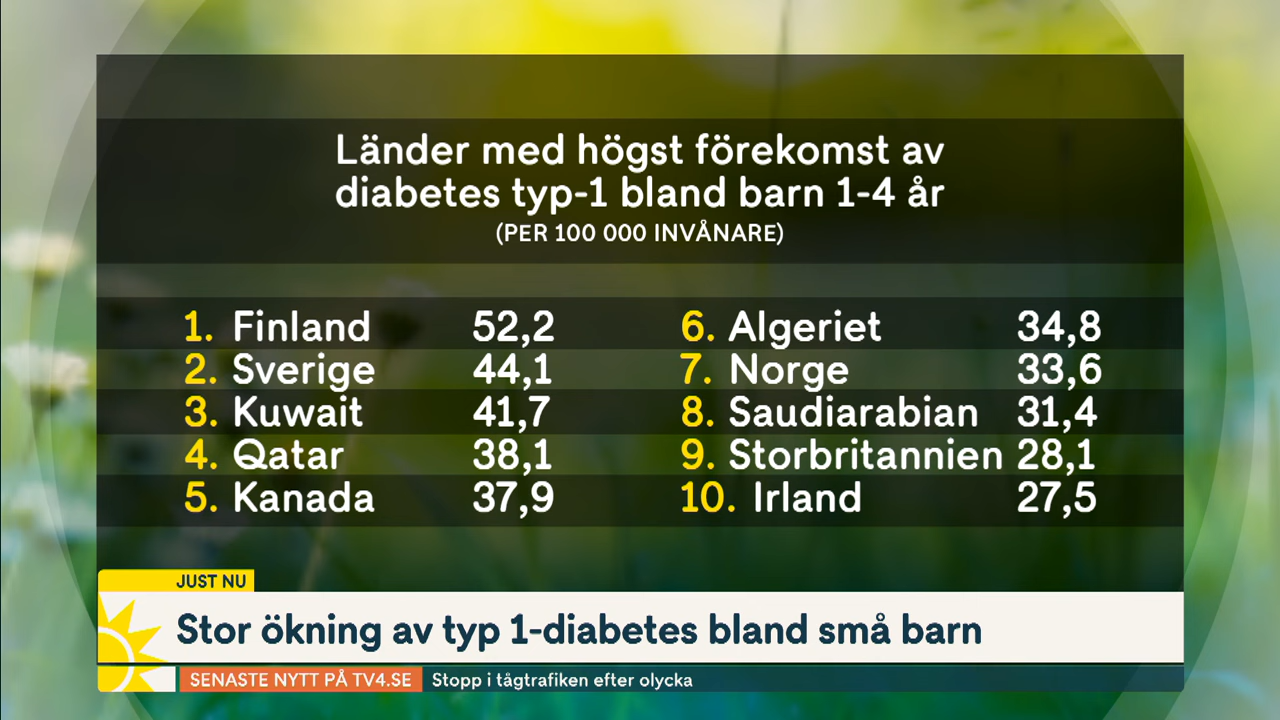 Länder med högst förekomst av
diabetes typ-1 bland barn 1-4 år
(PER 100 000 INVÅNARE)
1. Finland 52,2
2. Sverige 44,1
3. Kuwait 41,7
4. Qatar 38,1
5. Kanada 37,9
6. Algeriet 34,8
7. Norge 33,6
8. Saudiarabian 31,4
9. Storbritannien 28,1
10. Irland 27,5
JUST NU
Stor ökning av typ 1-diabetes bland små barn
SENASTE NYTT PÅ TV4.SE Stopp i tågtrafiken efter olycka